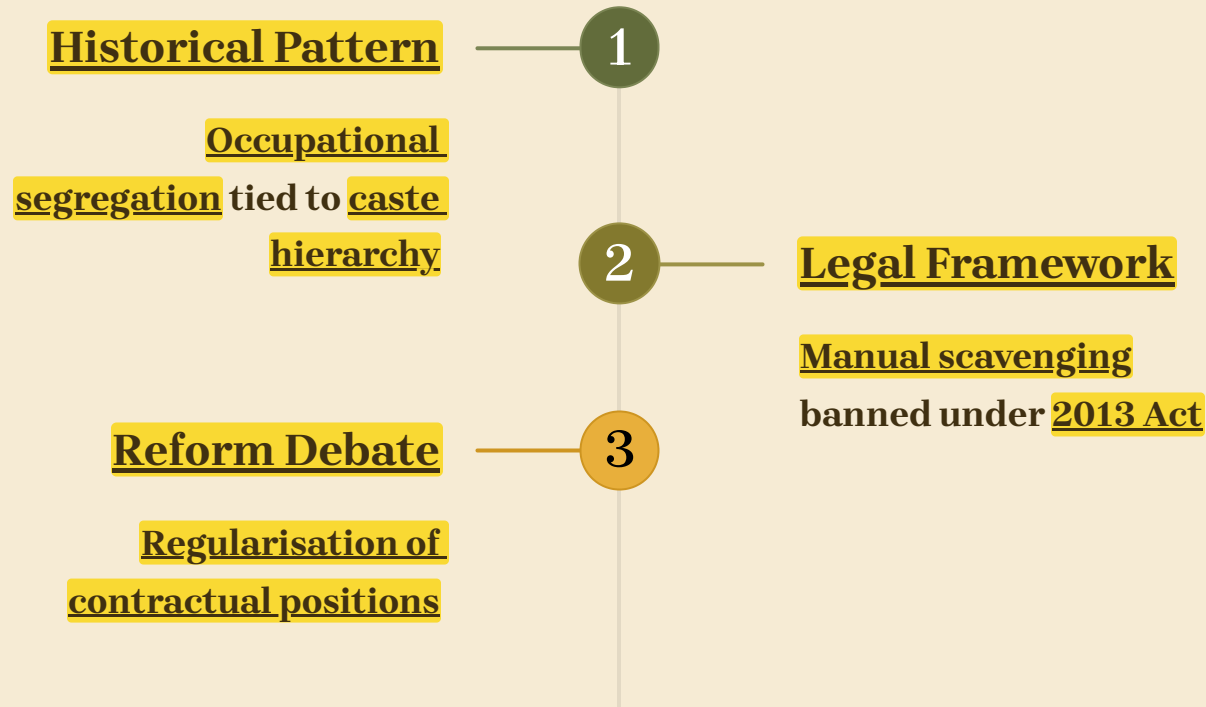 Historical Pattern
1
Occupational
segregation tied to caste
hierarchy
2
Legal Framework
Manual scavenging
banned under 2013 Act
3
Reform Debate
Regularisation of
contractual positions